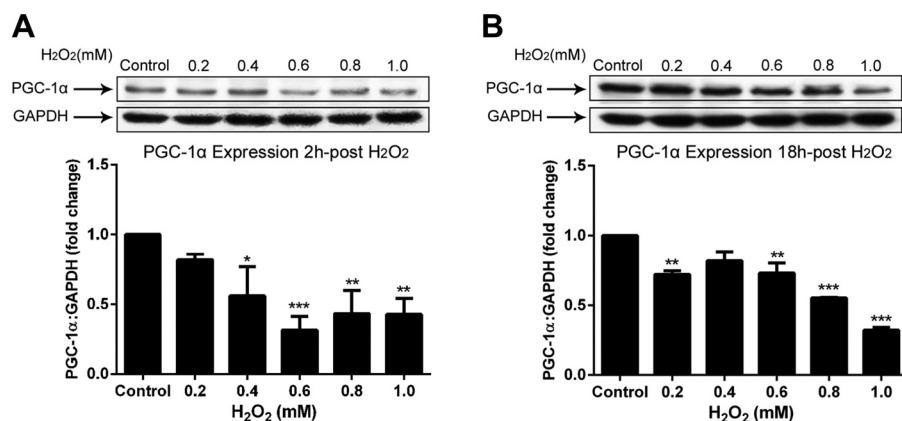 A
H2O2(mM) Control 0.2 0.4 0.6 0.8 1.0
PGC-1α
GAPDH
PGC-1α Expression 2h-post H2O2
PGC-1α:GAPDH (fold change)
1.5
1.0
0.5
0.0
* *** ** **
Control 0.2 0.4 0.6 0.8 1.0
H2O2 (mM)
B
H2O2(mM) Control 0.2 0.4 0.6 0.8 1.0
PGC-1α
GAPDH
PGC-1α Expression 18h-post H2O2
PGC-1α:GAPDH (fold change)
1.5
1.0
0.5
0.0
** ** *** ***
Control 0.2 0.4 0.6 0.8 1.0
H2O2 (mM)